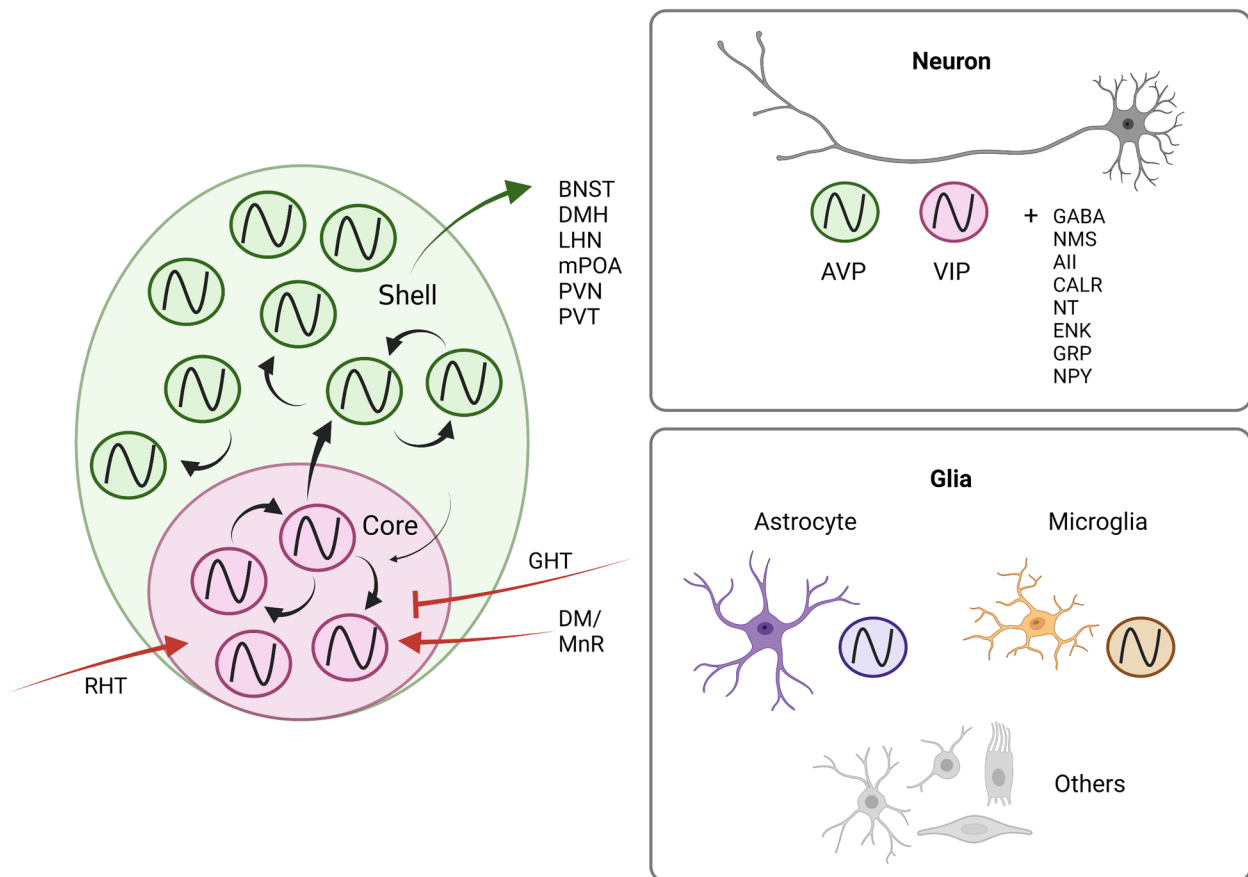 BNST
DMH
LHN
mPOA
PVN
PVT
Shell
Core
GHT
DM/
MnR
RHT
Neuron
AVP
VIP
+ GABA
NMS
AII
CALR
NT
ENK
GRP
NPY
Glia
Astrocyte
Microglia
Others